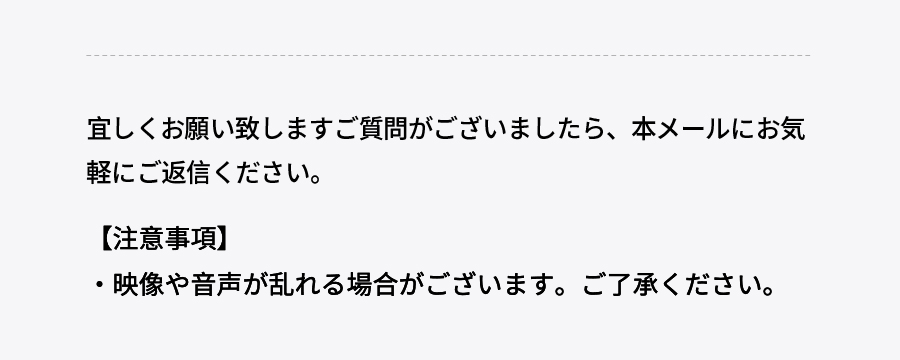 宜しくお願い致しますご質問がございましたら、本メールにお気
軽にご返信ください。
【注意事項】
・映像や音声が乱れる場合がございます。ご了承ください。